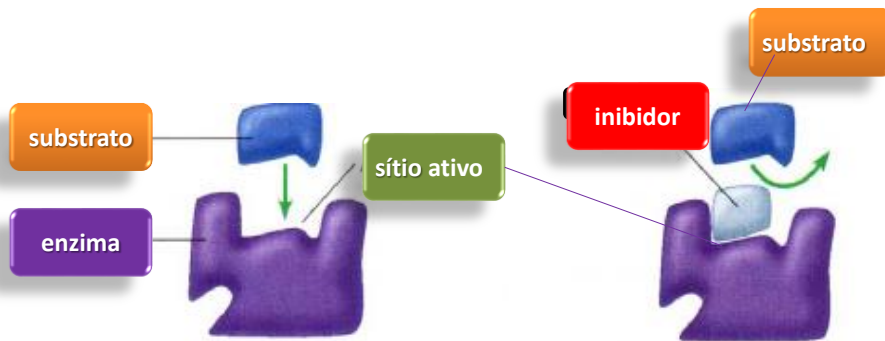 substrato
substrato
inibidor
sítio ativo
enzima